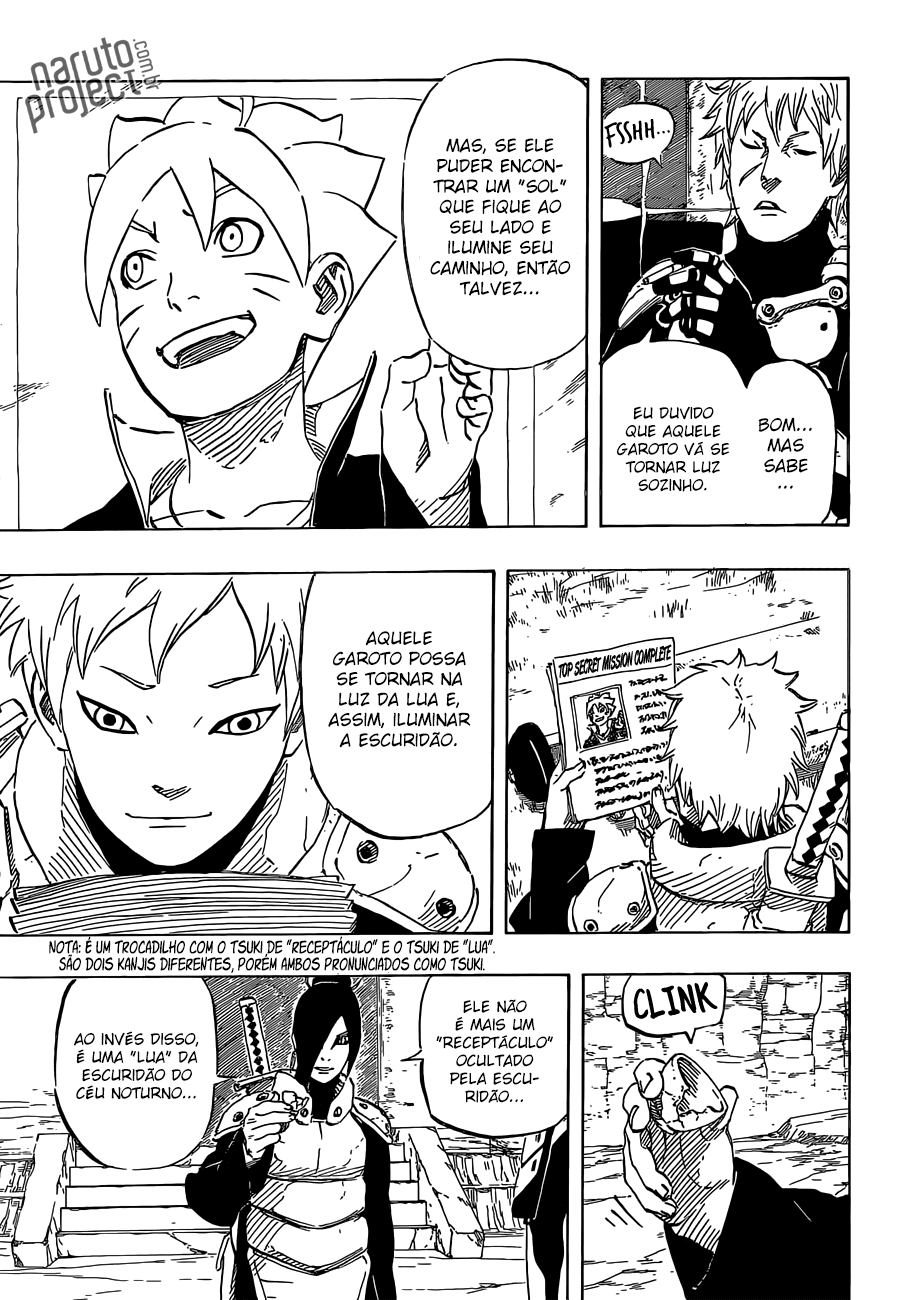 naruto
project
.com.br
FSSHH...
BOM...
MAS
SABE
...
EU DUVIDO
QUE AQUELE
GAROTO VÁ SE
TORNAR LUZ
SOZINHO.
MAS, SE ELE
PUDER ENCON-
TRAR UM "SOL"
QUE FIQUE AO
SEU LADO E
ILUMINE SEU
CAMINHO, ENTÃO
TALVEZ...
TOP SECRET MISSION COMPLETE
AQUELE
GAROTO POSSA
SE TORNAR NA
LUZ DA LUA E,
ASSIM, ILUMINAR
A ESCURIDÃO.
NOTA: É UM TROCADILHO COM O TSUKI DE "RECEPTÁCULO" E O TSUKI DE "LUA".
SÃO DOIS KANJIS DIFERENTES, PORÉM AMBOS PRONUNCIADOS COMO TSUKI.
CLINK
ELE NÃO
É MAIS UM
"RECEPTÁCULO"
OCULTADO
PELA ESCU-
RIDÃO...
AO INVÉS DISSO,
É UMA "LUA" DA
ESCURIDÃO DO
CÉU NOTURNO...